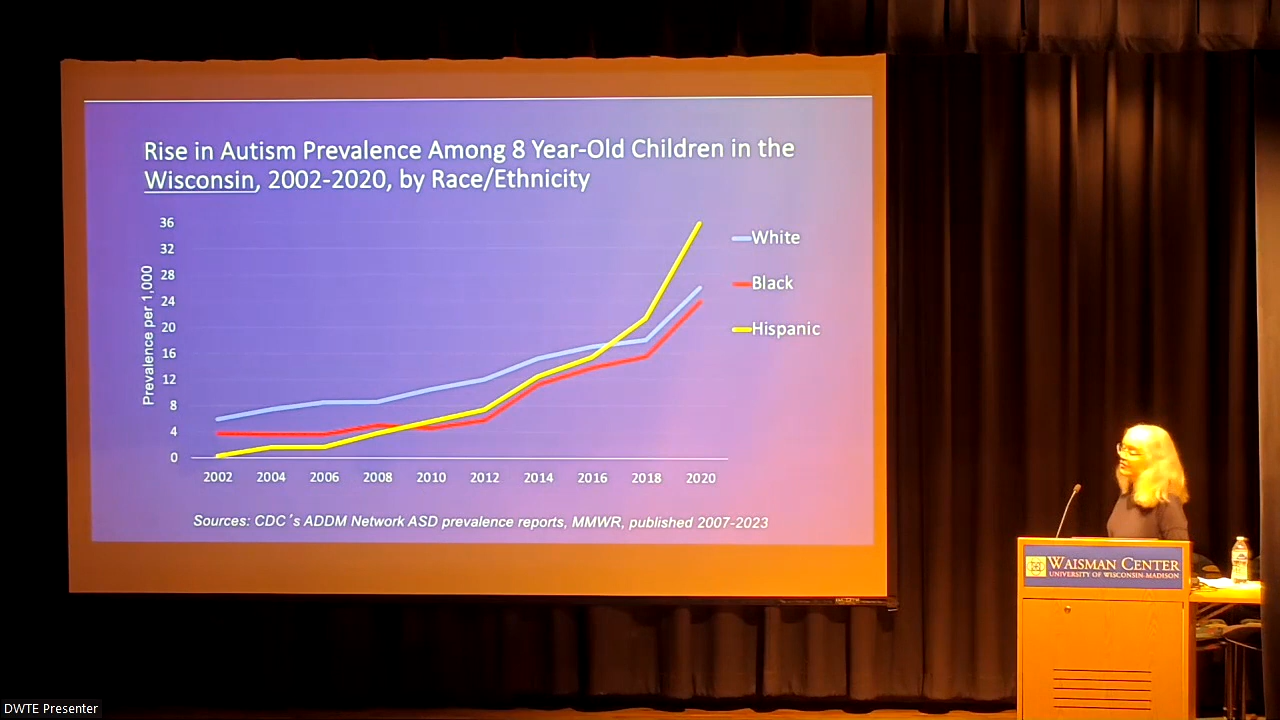 Rise in Autism Prevalence Among 8 Year-Old Children in the
Wisconsin, 2002-2020, by Race/Ethnicity
Prevalence per 1,000
36
32
28
24
20
16
12
8
4
0
2002 2004 2006 2008 2010 2012 2014 2016 2018 2020
White
Black
Hispanic
Sources: CDC´s ADDM Network ASD prevalence reports, MMWR, published 2007-2023
WAISMAN CENTER
UNIVERSITY OF WISCONSIN-MADISON
DWTE Presenter